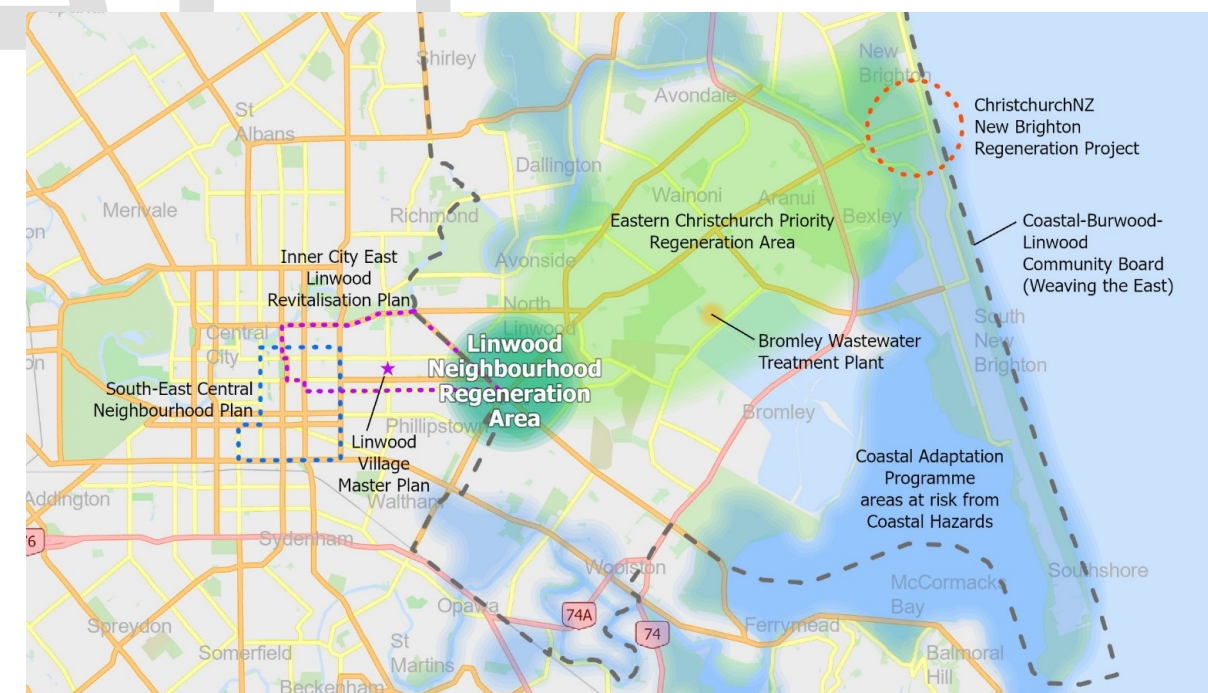 Shirley
New
Brighton
Avondale
ChristchurchNZ
New Brighton
Regeneration Project
St
Albans
Dallington
Merivale
Richmond
Wainoni
Aranui
Bexley
Eastern Christchurch Priority
Regeneration Area
Coastal-Burwood-
Linwood
Community Board
(Weaving the East)
Inner City East
Linwood
Revitalisation Plan
Avonside
North
Linwood
Central
City
South
New
Brighton
Linwood
Neighbourhood
Regeneration
Area
Bromley Wastewater
Treatment Plant
South-East Central
Neighbourhood Plan
Phillipstown
Bromley
Linwood
Village
Master Plan
Coastal Adaptation
Programme
areas at risk from
Coastal Hazards
Addington
Waltham
Sydenham
Woolston
McCormacks
Bay
Southshore
Opawa
74A
74
Ferrymead
Spreydon
Somerfield
St
Martins
Beckenham
Balmoral
Hill